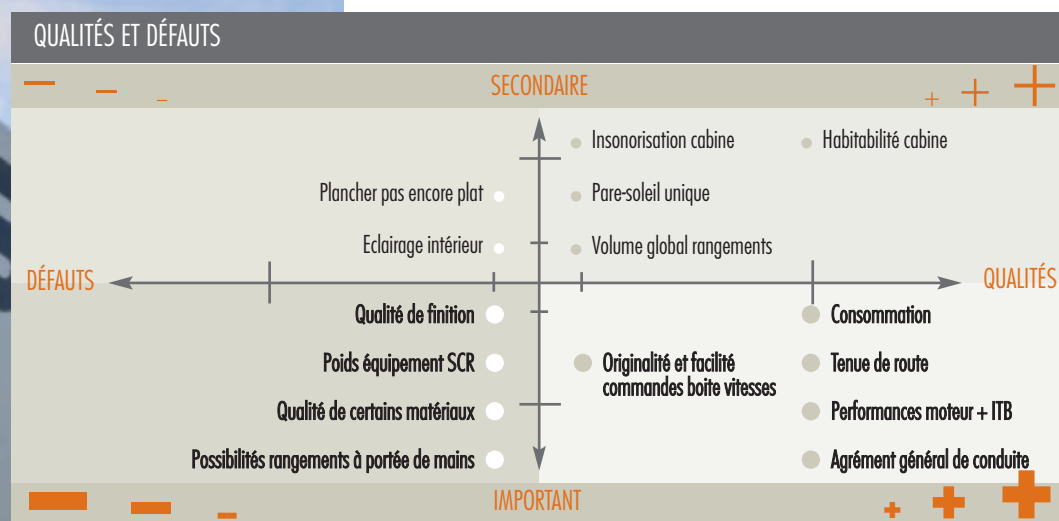 QUALITÉS ET DÉFAUTS
SECONDAIRE
Insonorisation cabine
Habitabilité cabine
Plancher pas encore plat
Pare-soleil unique
Eclairage intérieur
Volume global rangements
DÉFAUTS
QUALITÉS
Qualité de finition
Consommation
Poids équipement SCR
Originalité et facilité
commandes boite vitesses
Tenue de route
Qualité de certains matériaux
Performances moteur + ITB
Possibilités rangements à portée de mains
Agrément général de conduite
IMPORTANT